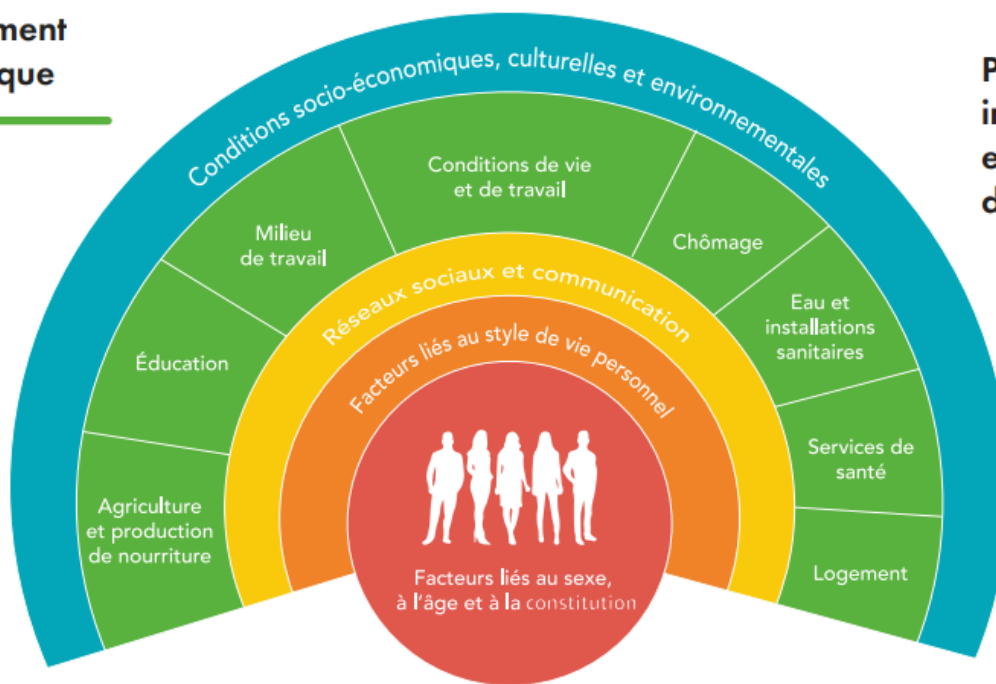 Conditions socio-économiques, culturelles et environnementales
Conditions de vie
et de travail
Milieu
de travail
Chômage
Éducation
Eau et
installations
sanitaires
Agriculture
et production
de nourriture
Services de
santé
Logement
Réseaux sociaux et communication
Facteurs liés au style de vie personnel
Facteurs liés au sexe,
à l'âge et à la constitution